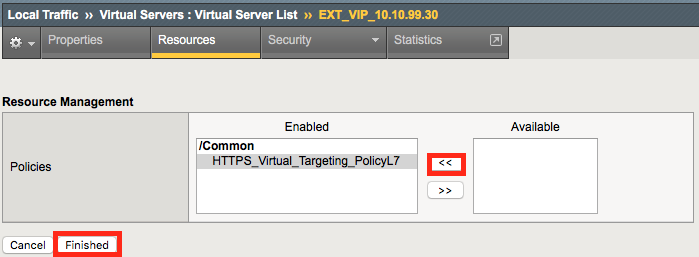 Local Traffic ›› Virtual Servers : Virtual Server List ›› EXT_VIP_10.10.99.30
Properties Resources Security Statistics
Resource Management
Enabled Available
Policies
/Common
HTTPS_Virtual_Targeting_PolicyL7
<<
>>
Cancel Finished